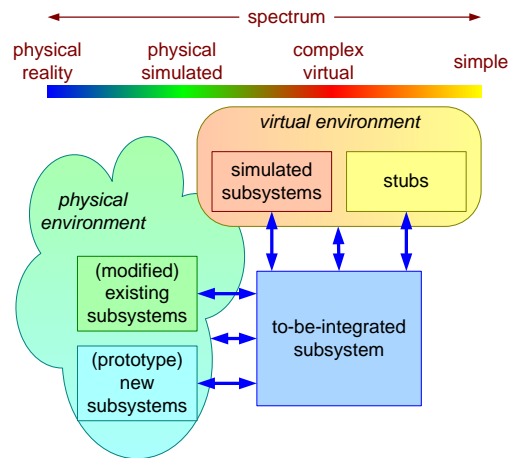 spectrum
physical
reality
physical
simulated
complex
virtual
simple
virtual environment
simulated
subsystems
stubs
physical
environment
(modified)
existing
subsystems
to-be-integrated
subsystem
(prototype)
new
subsystems